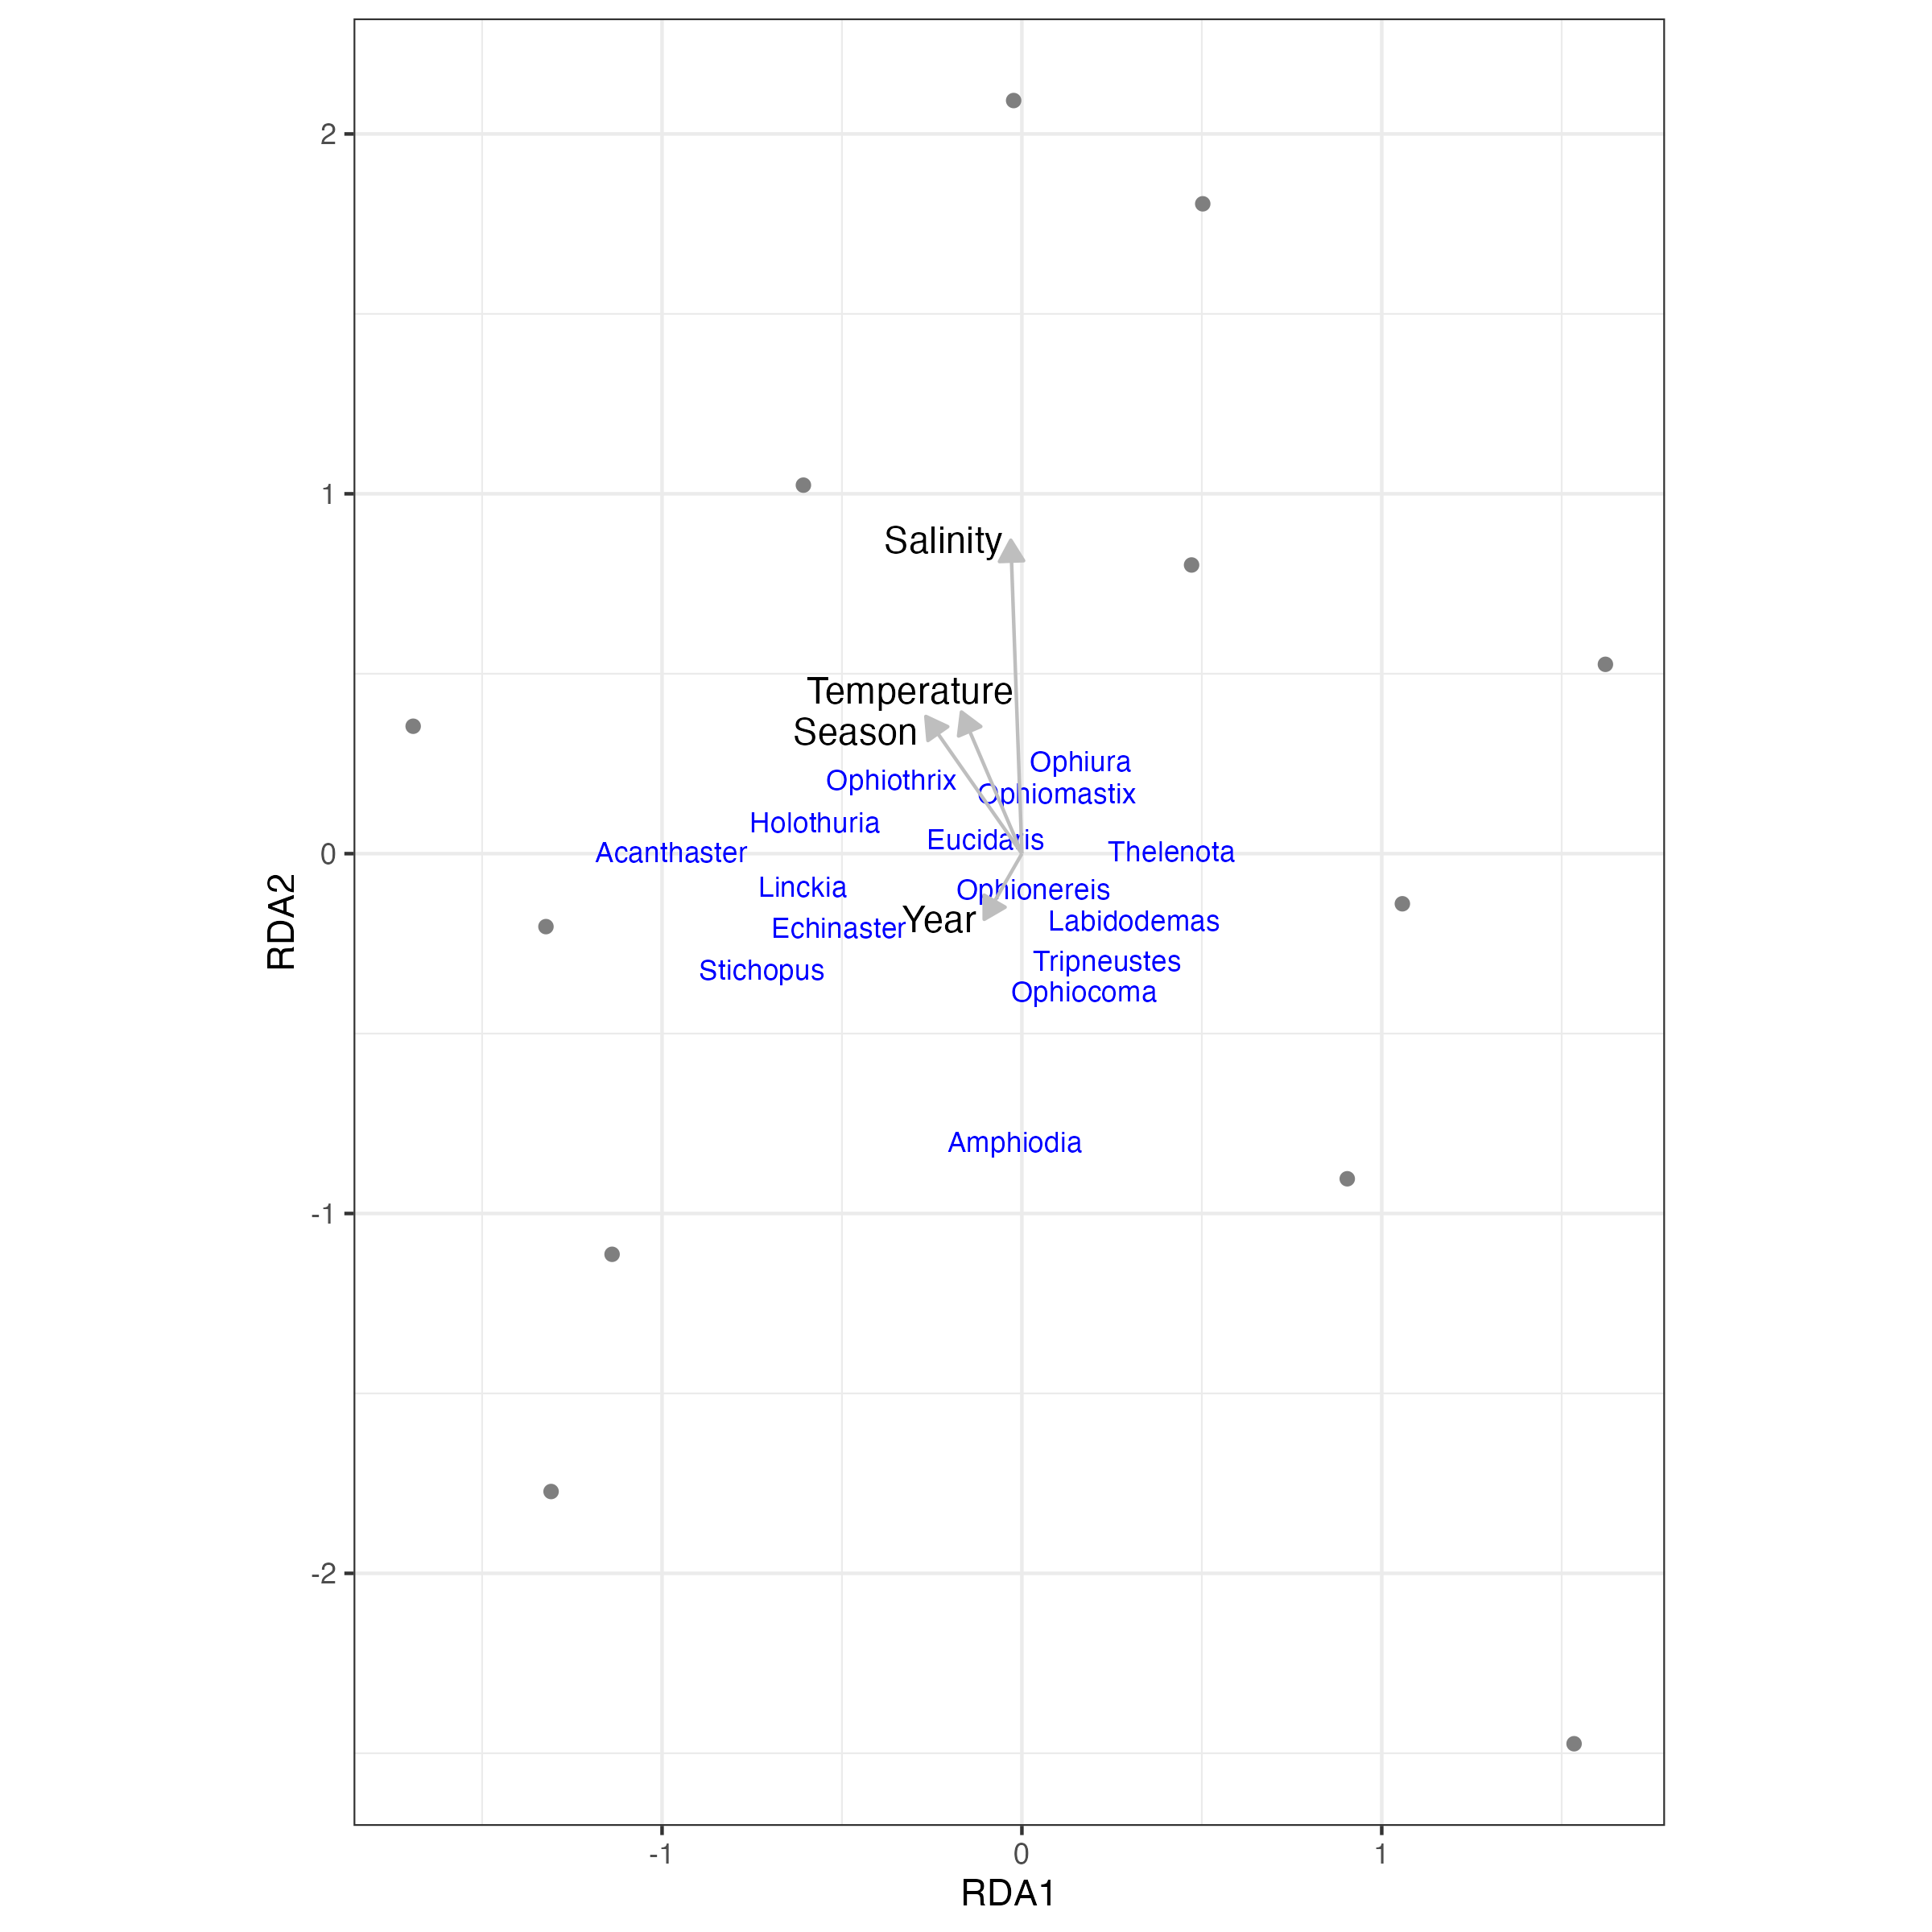 2
1
Salinity
Temperature
Season
Ophiura
Ophiothrix
Ophiomastix
Holothuria
Eucidaris
Acanthaster
Thelenota
0
Linckia
Ophionereis
Year
Labidodemas
Echinaster
RDA2
Tripneustes
Stichopus
Ophiocoma
Amphiodia
-1
-2
-1
0
1
RDA1